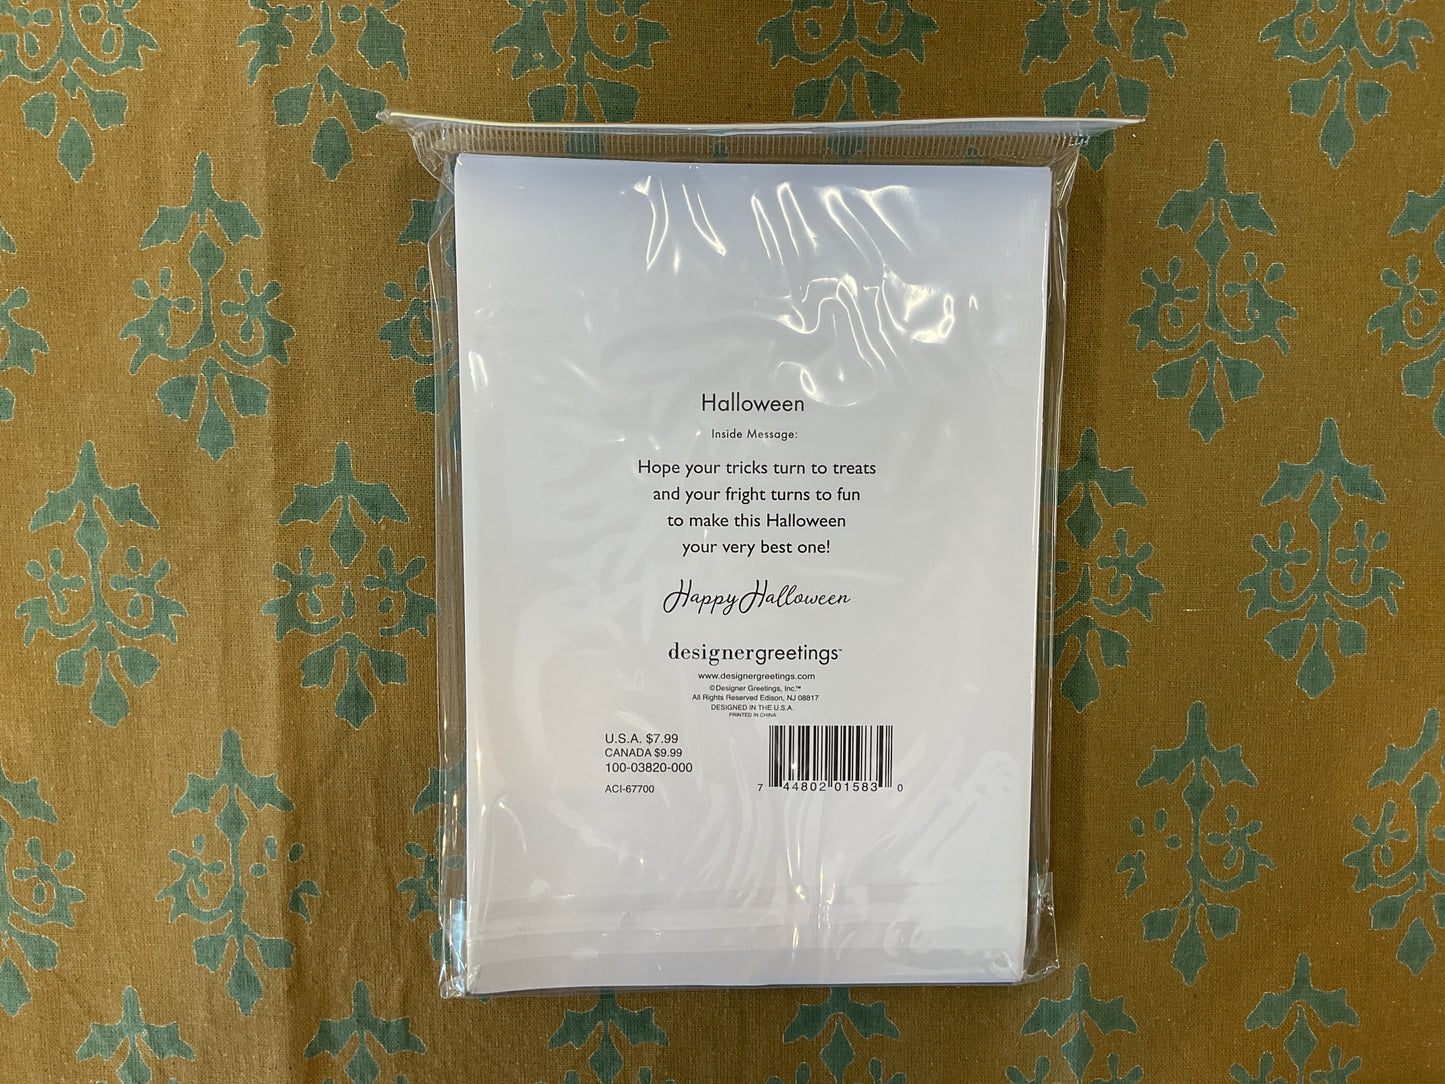 Halloween
Inside Message:
Hope your tricks turn to treats
and your fright turns to fun
to make this Halloween
your very best one!
Happy Halloween
designergreetings™
www.designergreetings.com
©Designer Greetings, Inc.™
All Rights Reserved Edison, NJ 08817
DESIGNED IN THE U.S.A.
PRINTED IN CHINA
U.S.A. $7.99
CANADA $9.99
100-03820-000
ACI-67700
7 44802 01583 0